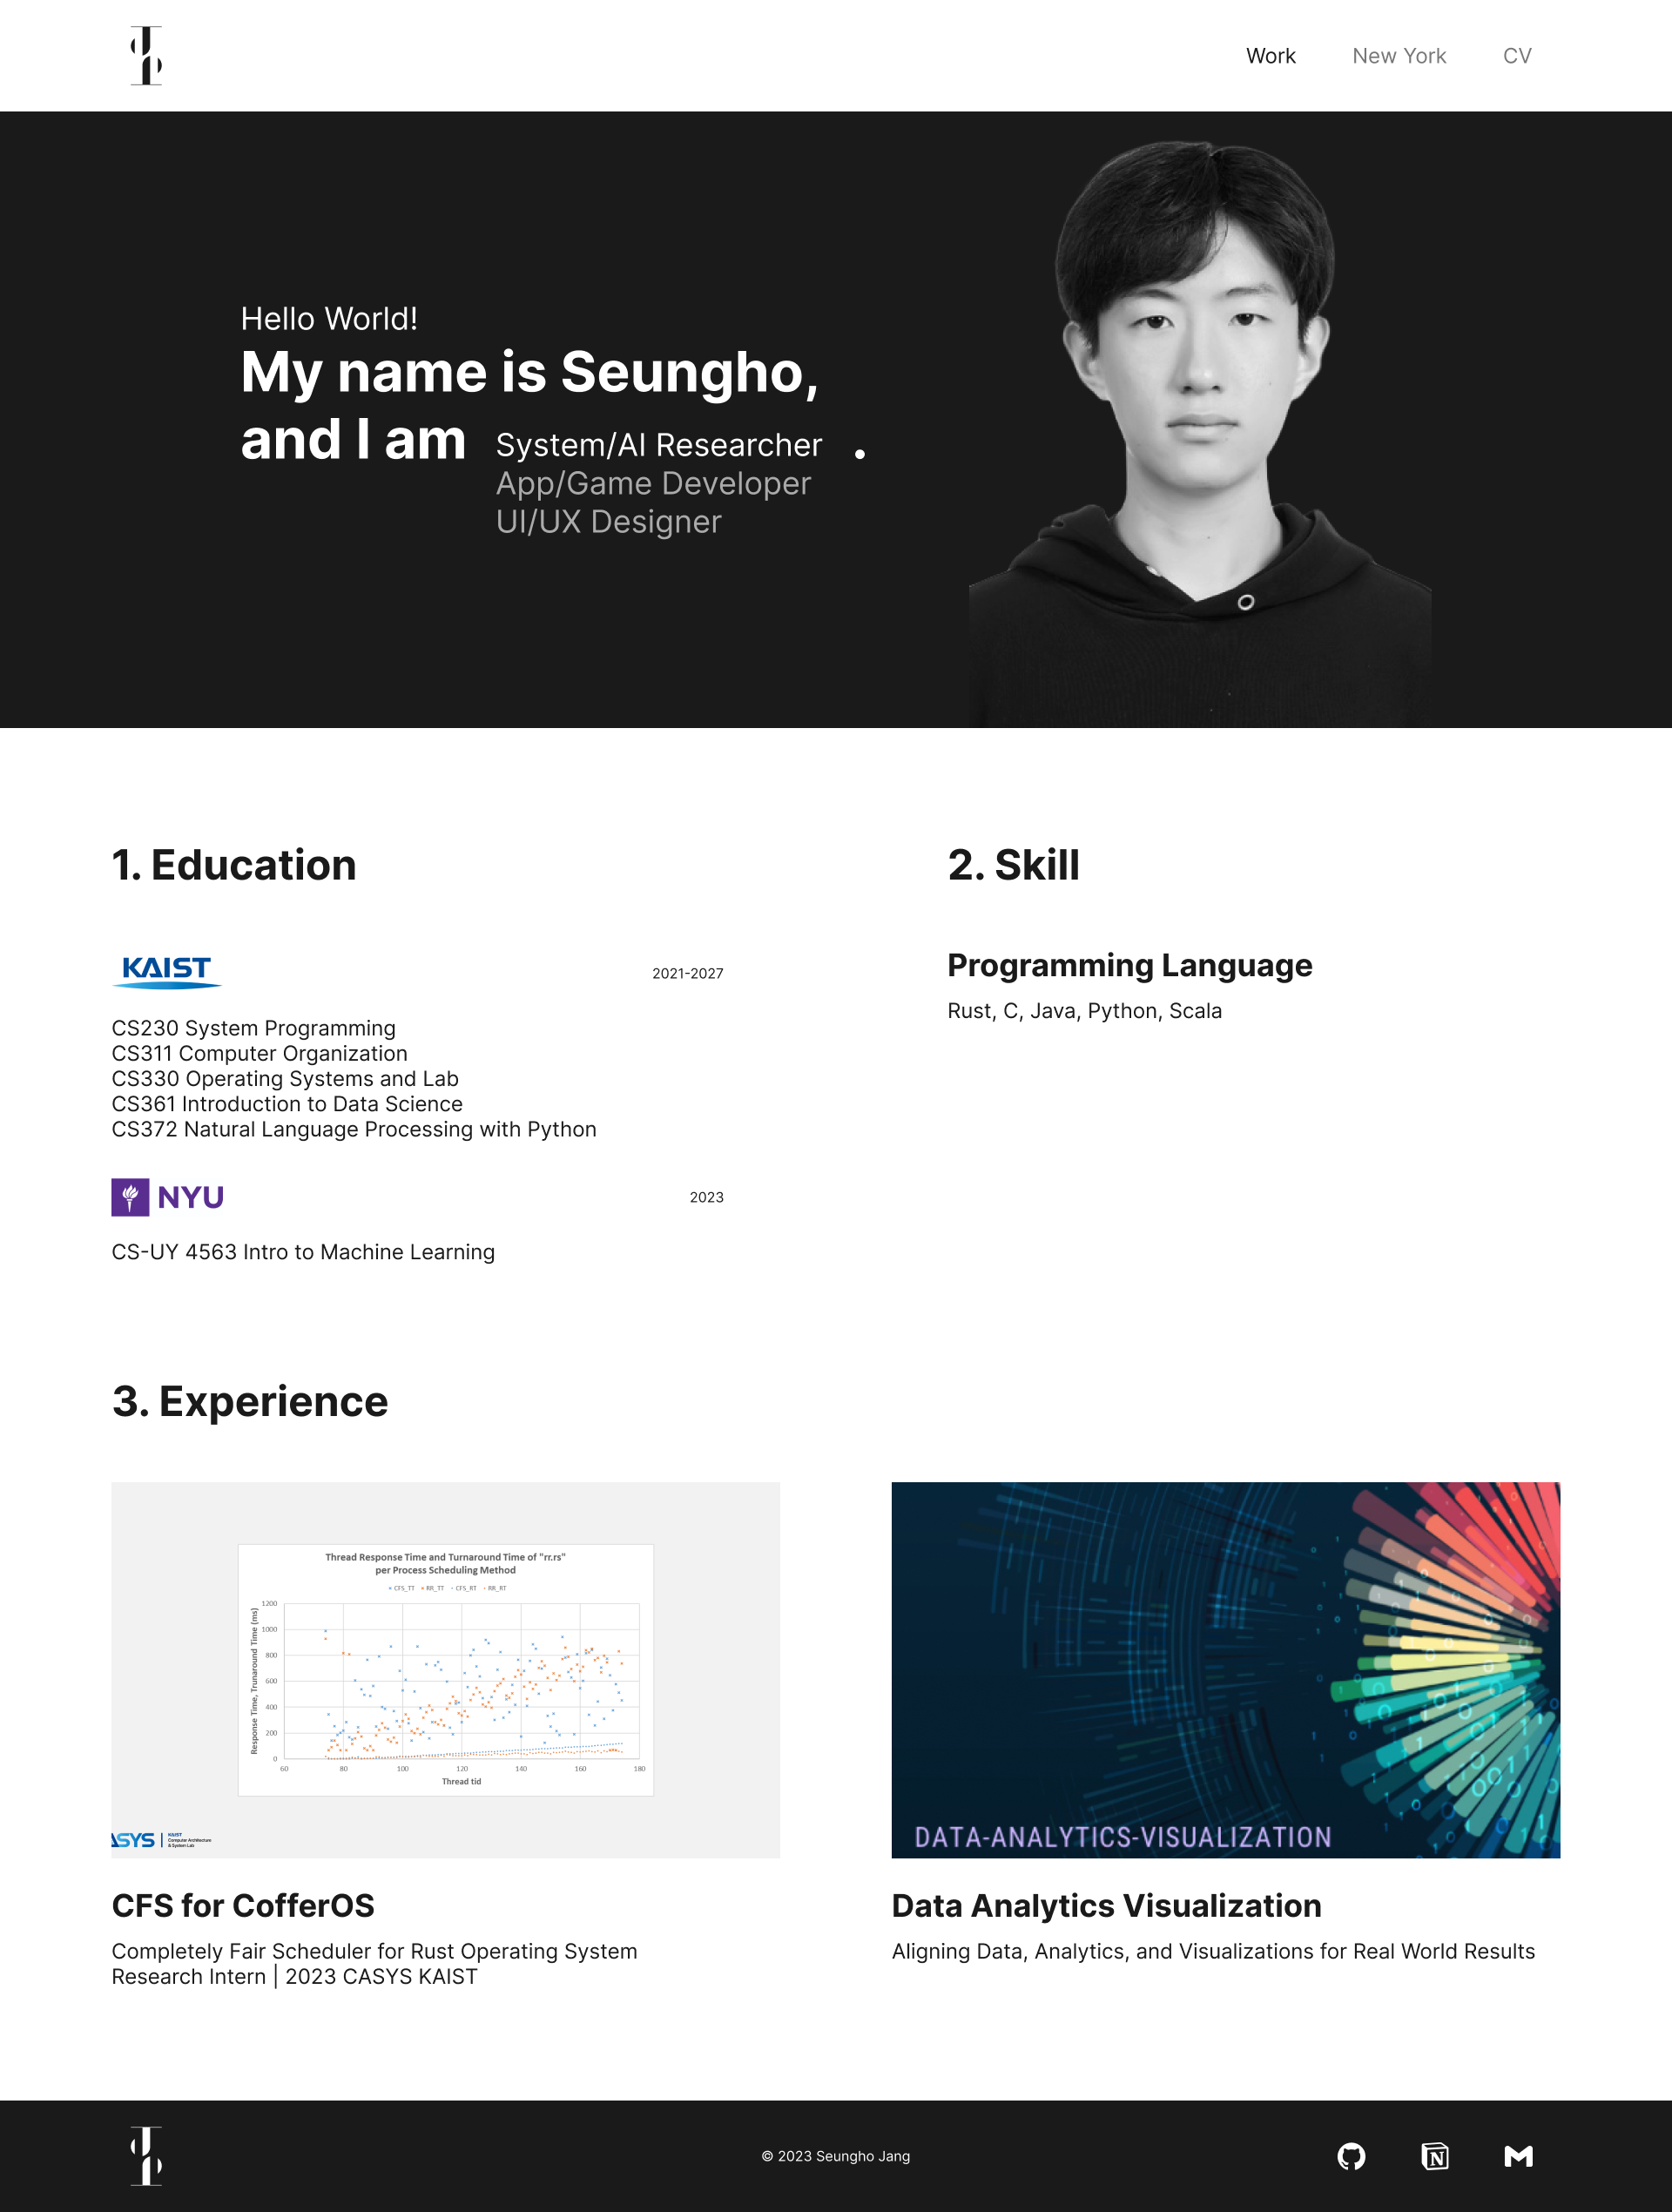 Work New York CV
Hello World!
My name is Seungho,
and I am System/AI Researcher .
App/Game Developer
UI/UX Designer
1. Education
KAIST 2021-2027
CS230 System Programming
CS311 Computer Organization
CS330 Operating Systems and Lab
CS361 Introduction to Data Science
CS372 Natural Language Processing with Python
NYU 2023
CS-UY 4563 Intro to Machine Learning
2. Skill
Programming Language
Rust, C, Java, Python, Scala
3. Experience
Thread Response Time and Turnaround Time of "rr.rs"
per Process Scheduling Method
CFS_TT RR_TT CFS_RT RR_RT
Response Time, Trunaround Time (ms)
1200
1000
800
600
400
200
0
60 80 100 120 140 160 180
Thread tid
ASYS
KAIST
Computer Architecture
& System Lab
CFS for CofferOS
Completely Fair Scheduler for Rust Operating System
Research Intern | 2023 CASYS KAIST
DATA-ANALYTICS-VISUALIZATION
Data Analytics Visualization
Aligning Data, Analytics, and Visualizations for Real World Results
© 2023 Seungho Jang